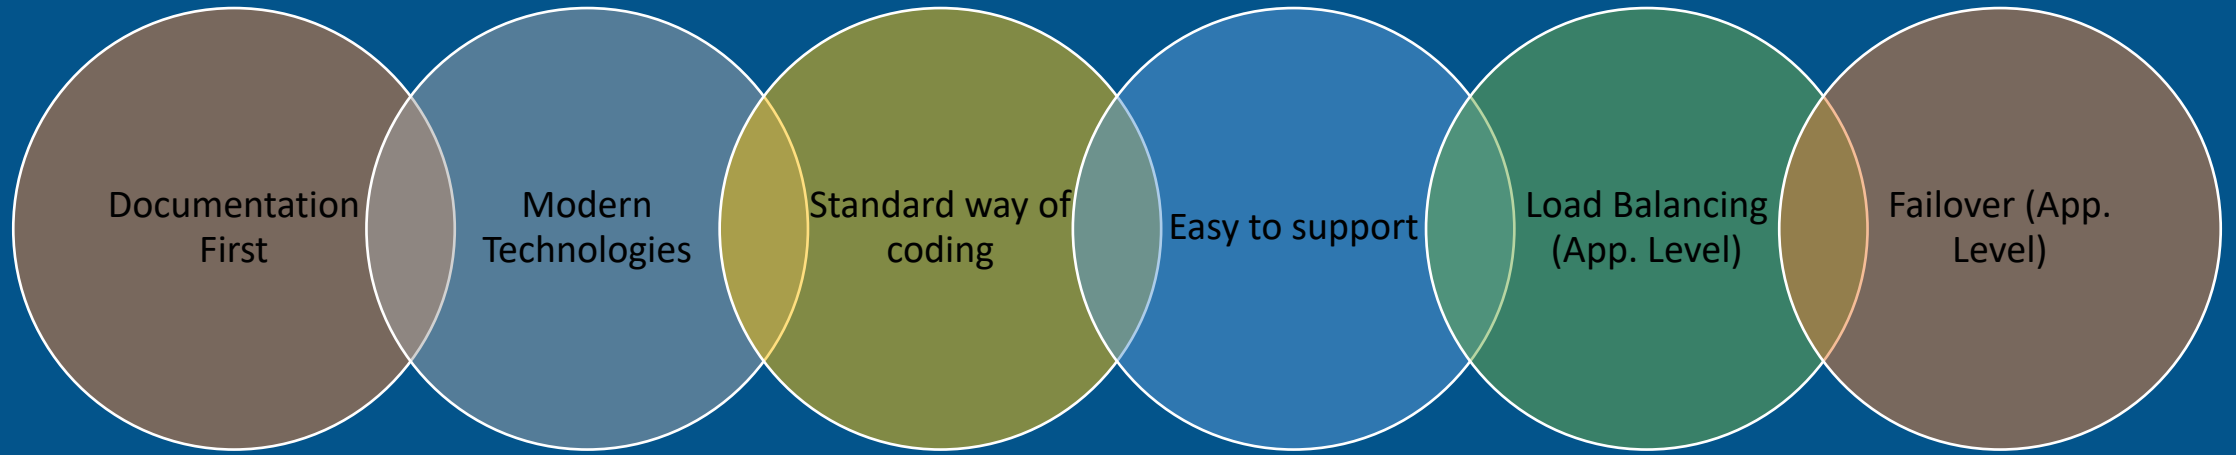 Documentation
First
Modern
Technologies
Standard way of
coding
Easy to support
Load Balancing
(App. Level)
Failover (App.
Level)